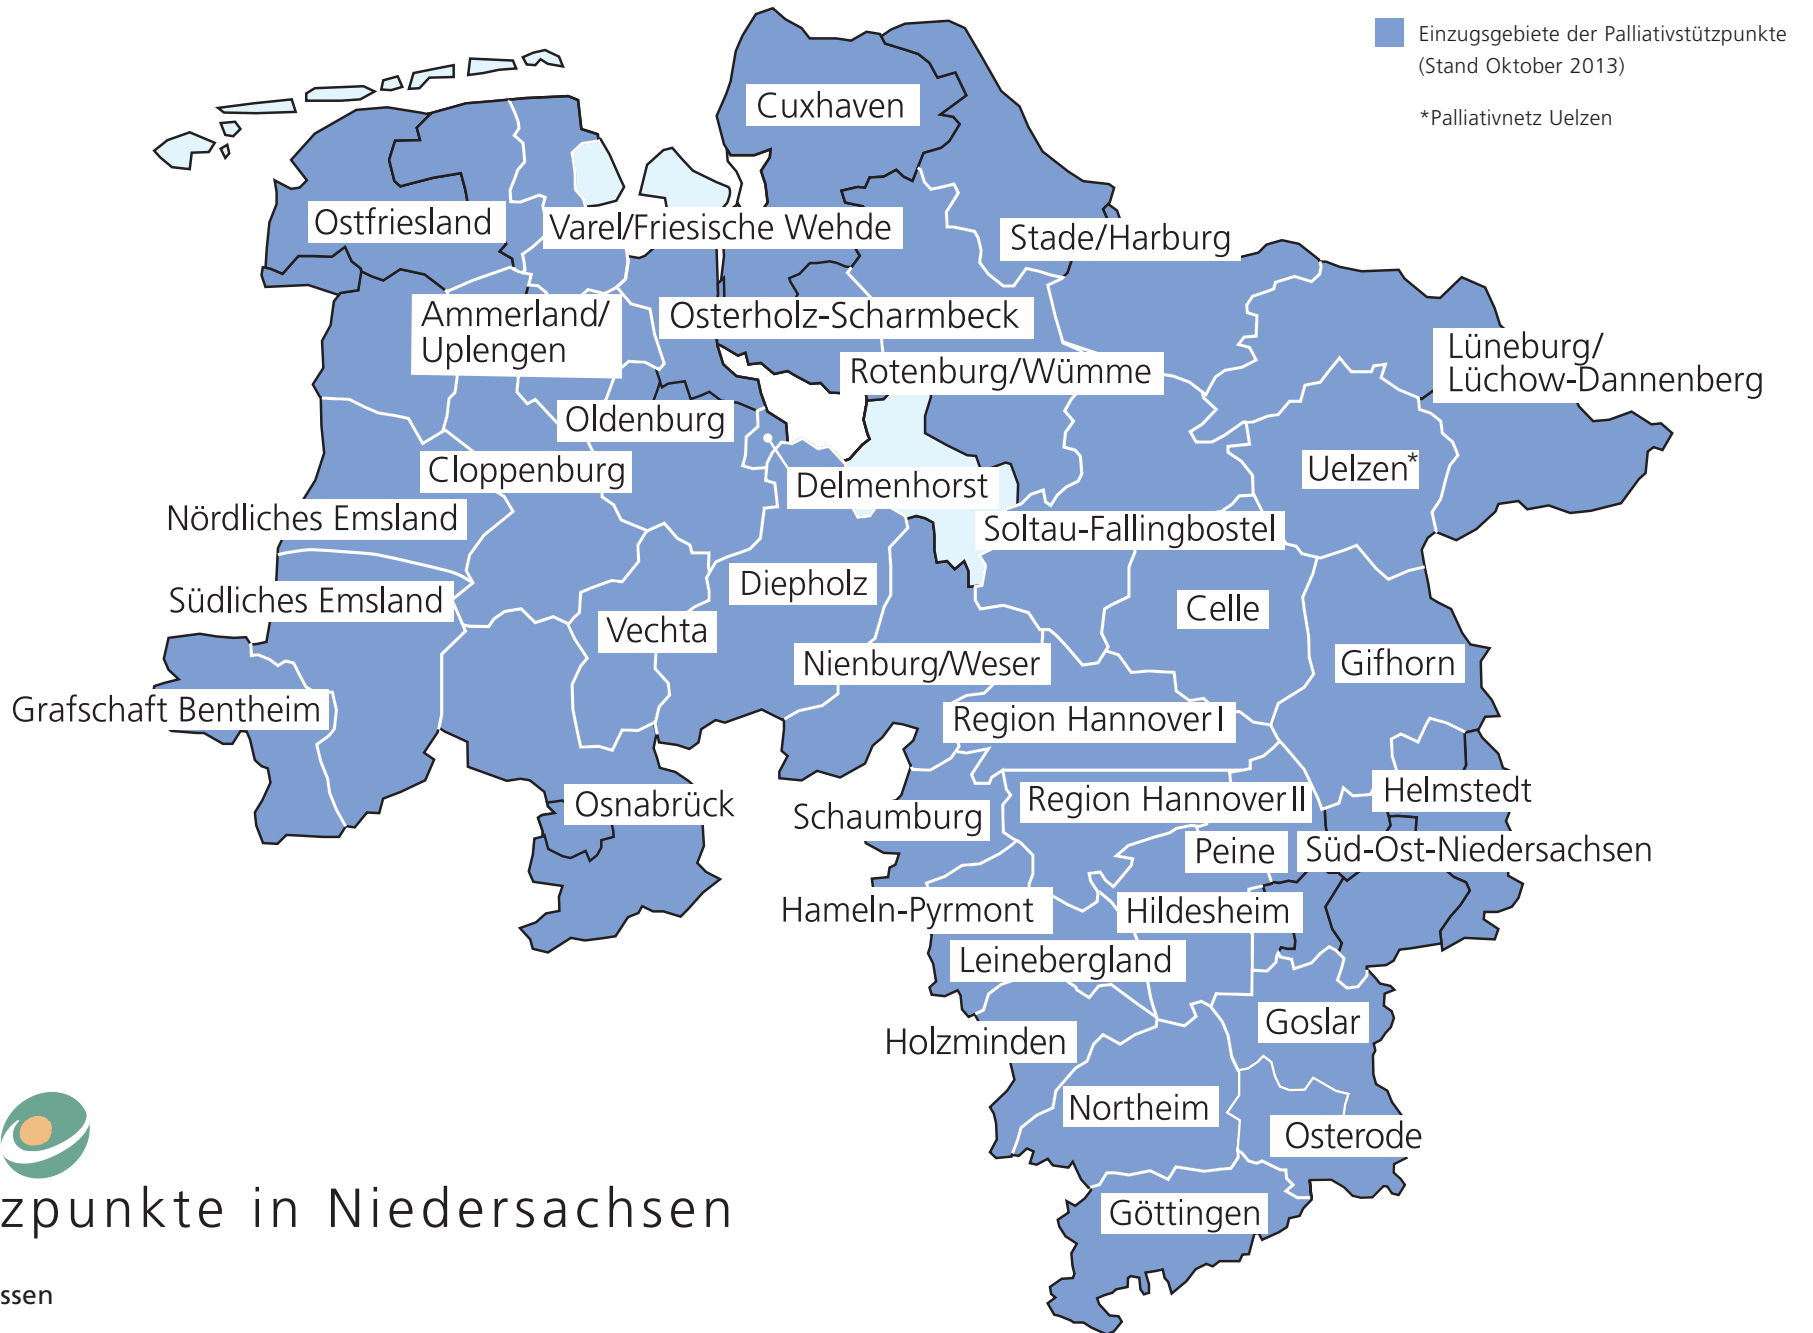 Einzugsgebiete der Palliativstützpunkte
(Stand Oktober 2013)
*Palliativnetz Uelzen
Cuxhaven
Ostfriesland
Varel/Friesische Wehde
Stade/Harburg
Ammerland/
Uplengen
Osterholz-Scharmbeck
Rotenburg/Wümme
Lüneburg/
Lüchow-Dannenberg
Oldenburg
Cloppenburg
Delmenhorst
Uelzen*
Nördliches Emsland
Soltau-Fallingbostel
Südliches Emsland
Diepholz
Celle
Vechta
Nienburg/Weser
Gifhorn
Grafschaft Bentheim
Region Hannover I
Osnabrück
Schaumburg
Region Hannover II
Helmstedt
Peine
Süd-Ost-Niedersachsen
Hameln-Pyrmont
Hildesheim
Leinebergland
Goslar
Holzminden
Northeim
Osterode
Göttingen
zpunkte in Niedersachsen
ssen